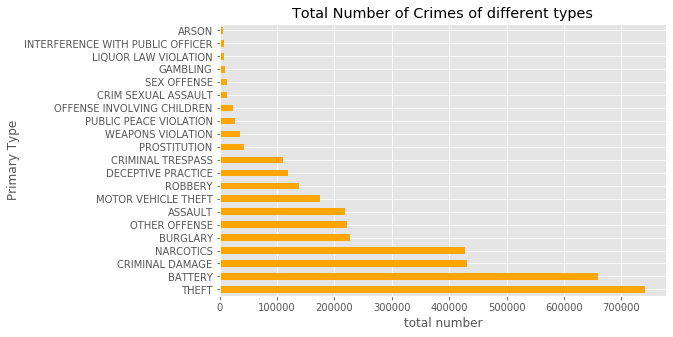 Total Number of Crimes of different types
Primary Type
ARSON
INTERFERENCE WITH PUBLIC OFFICER
LIQUOR LAW VIOLATION
GAMBLING
SEX OFFENSE
CRIM SEXUAL ASSAULT
OFFENSE INVOLVING CHILDREN
PUBLIC PEACE VIOLATION
WEAPONS VIOLATION
PROSTITUTION
CRIMINAL TRESPASS
DECEPTIVE PRACTICE
ROBBERY
MOTOR VEHICLE THEFT
ASSAULT
OTHER OFFENSE
BURGLARY
NARCOTICS
CRIMINAL DAMAGE
BATTERY
THEFT
0 100000 200000 300000 400000 500000 600000 700000
total number